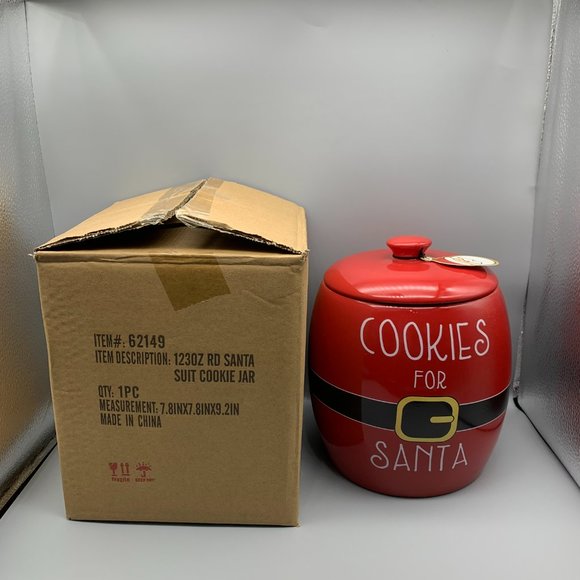 ITEM#: 62149
ITEM DESCRIPTION: 123OZ RD SANTA
SUIT COOKIE JAR
QTY: 1PC
MEASUREMENT: 7.8INX7.8INX9.2IN
MADE IN CHINA
COOKIES
FOR
SANTA